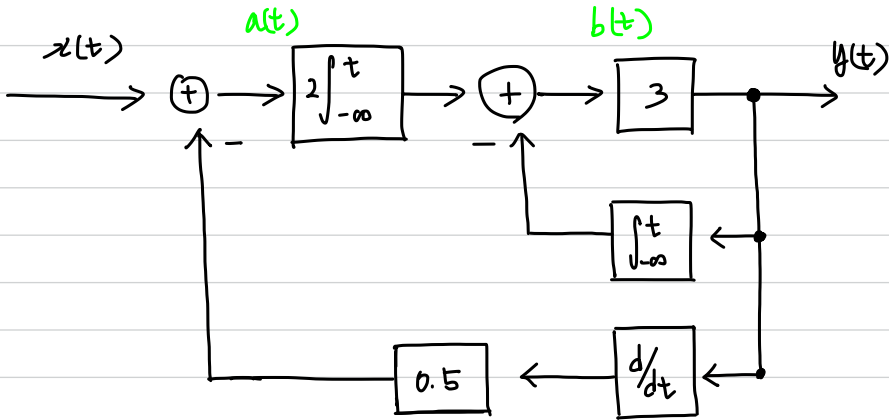 a(t)
b(t)
x(t)
y(t)
+
2∫_{-∞}^{t}
+
3
−
−
∫_{-∞}^{t}
0.5
d/dt